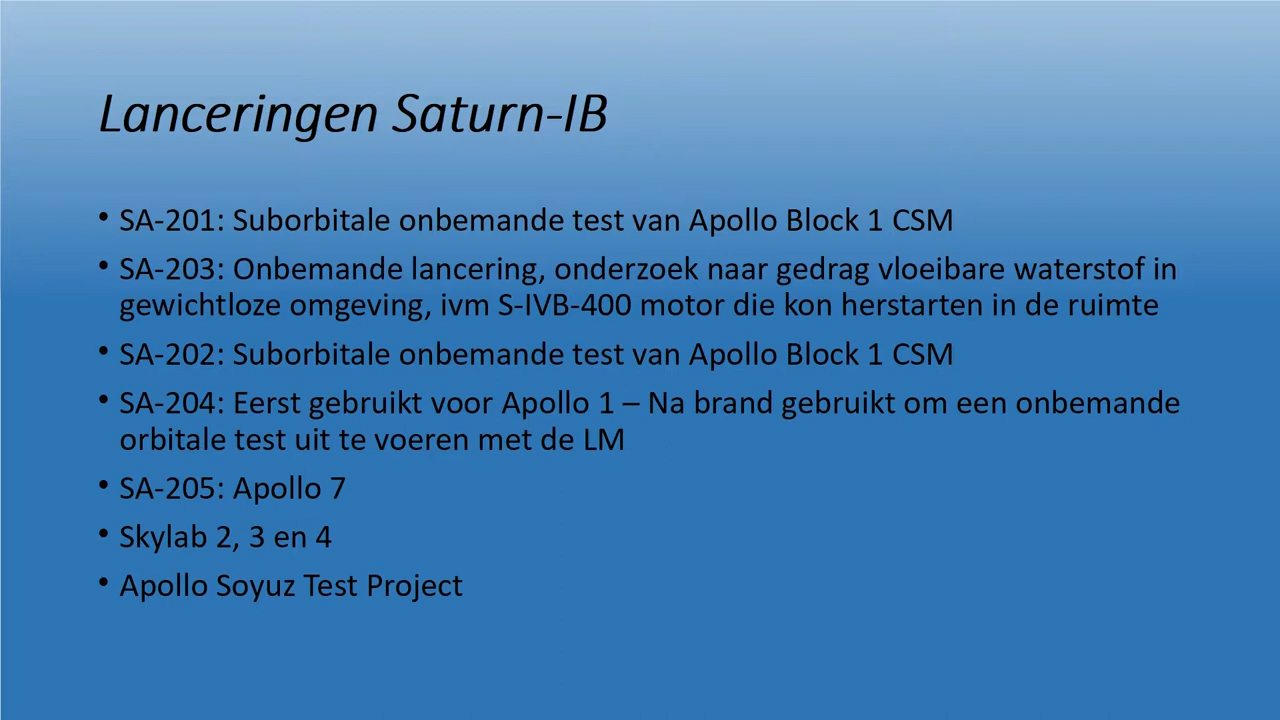 Lanceringen Saturn-IB
• SA-201: Suborbitale onbemande test van Apollo Block 1 CSM
• SA-203: Onbemande lancering, onderzoek naar gedrag vloeibare waterstof in
gewichtloze omgeving, ivm S-IVB-400 motor die kon herstarten in de ruimte
• SA-202: Suborbitale onbemande test van Apollo Block 1 CSM
• SA-204: Eerst gebruikt voor Apollo 1 – Na brand gebruikt om een onbemande
orbitale test uit te voeren met de LM
• SA-205: Apollo 7
• Skylab 2, 3 en 4
• Apollo Soyuz Test Project